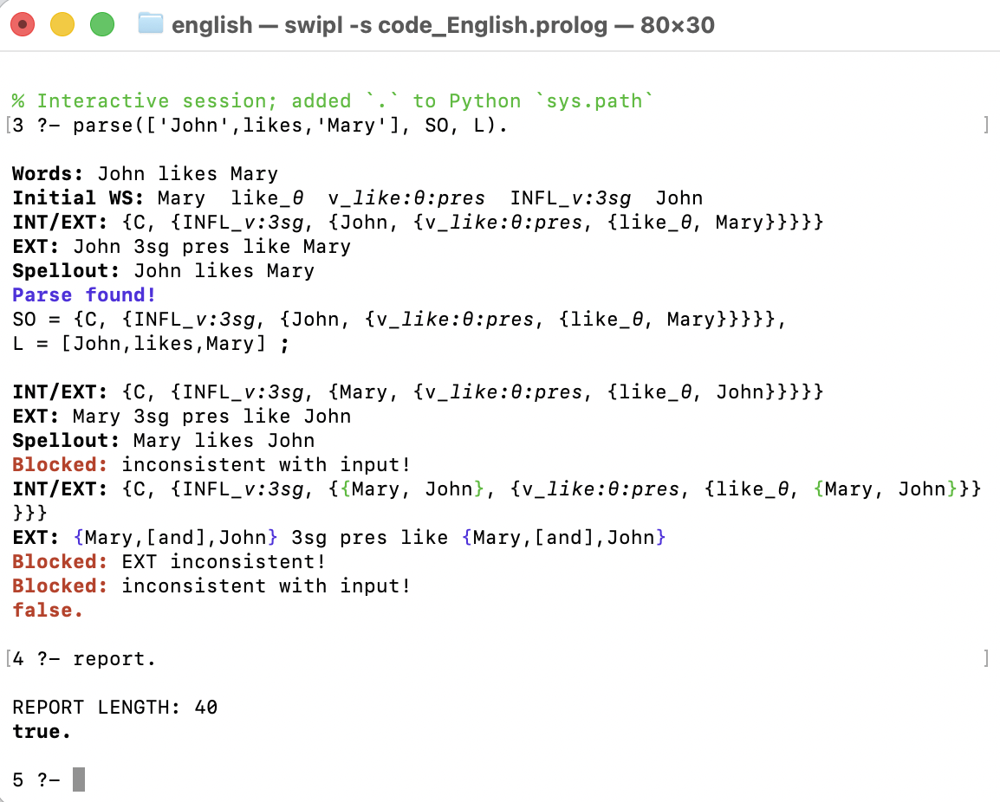 english — swipl -s code_English.prolog — 80×30
% Interactive session; added `.` to Python `sys.path`
[3 ?- parse(['John',likes,'Mary'], SO, L). ]
Words: John likes Mary
Initial WS: Mary  like_θ  v_like:θ:pres  INFL_v:3sg  John
INT/EXT: {C, {INFL_v:3sg, {John, {v_like:θ:pres, {like_θ, Mary}}}}}
EXT: John 3sg pres like Mary
Spellout: John likes Mary
Parse found!
SO = {C, {INFL_v:3sg, {John, {v_like:θ:pres, {like_θ, Mary}}}}},
L = [John,likes,Mary] ;
INT/EXT: {C, {INFL_v:3sg, {Mary, {v_like:θ:pres, {like_θ, John}}}}}
EXT: Mary 3sg pres like John
Spellout: Mary likes John
Blocked: inconsistent with input!
INT/EXT: {C, {INFL_v:3sg, {{Mary, John}, {v_like:θ:pres, {like_θ, {Mary, John}}}
}}}
EXT: {Mary,[and],John} 3sg pres like {Mary,[and],John}
Blocked: EXT inconsistent!
Blocked: inconsistent with input!
false.
[4 ?- report. ]
REPORT LENGTH: 40
true.
5 ?-